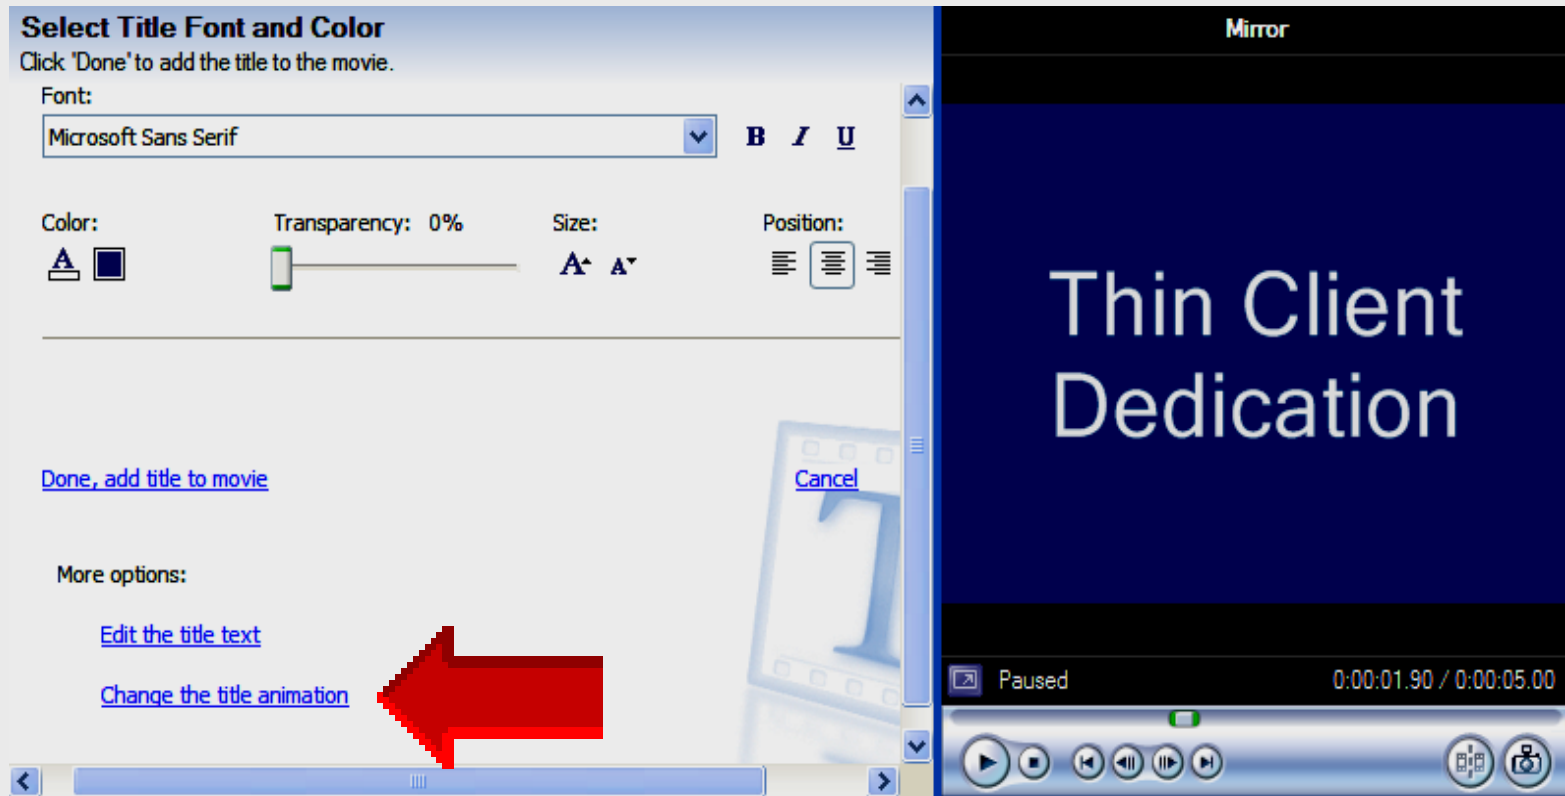 Select Title Font and Color
Click 'Done' to add the title to the movie.
Font:
Microsoft Sans Serif
B I U
Color:
Transparency: 0%
Size:
Position:
A
A A
Done, add title to movie
Cancel
More options:
Edit the title text
Change the title animation
T
Mirror
Thin Client
Dedication
Paused
0:00:01.90 / 0:00:05.00